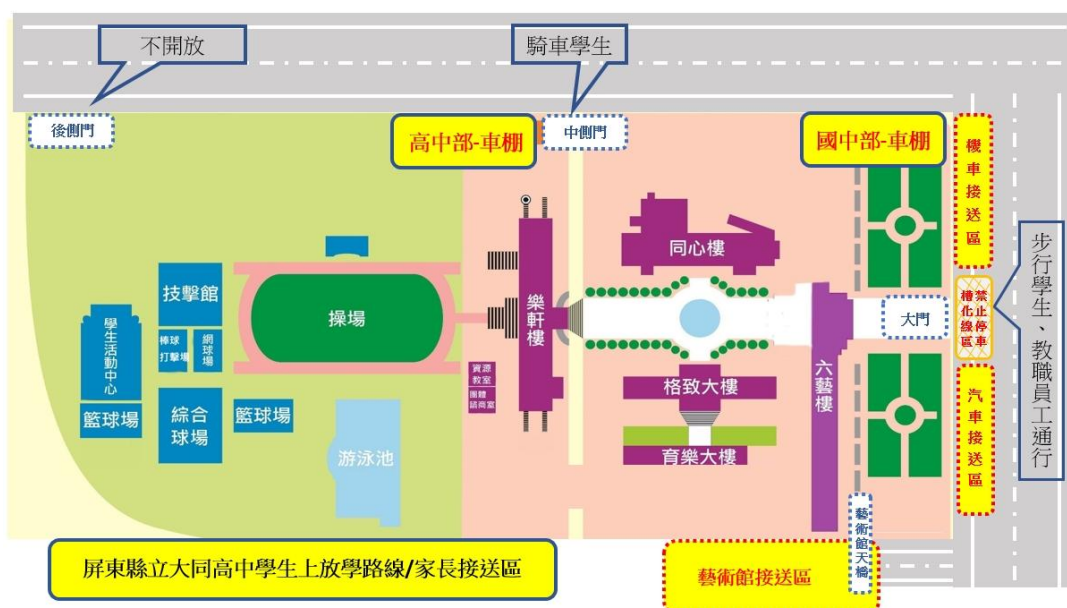 不開放
騎車學生
後側門
高中部-車棚
中側門
國中部-車棚
機車接送區
同心樓
步行學生、教職員工通行
技擊館
操場
樂軒樓
大門
禁止停車
槽化線區
學生活動中心
棒球
打擊場
網球場
資源
教室
團體
諮商室
格致大樓
六藝樓
汽車接送區
籃球場
綜合
球場
籃球場
游泳池
育樂大樓
藝術館天橋
屏東縣立大同高中學生上放學路線/家長接送區
藝術館接送區